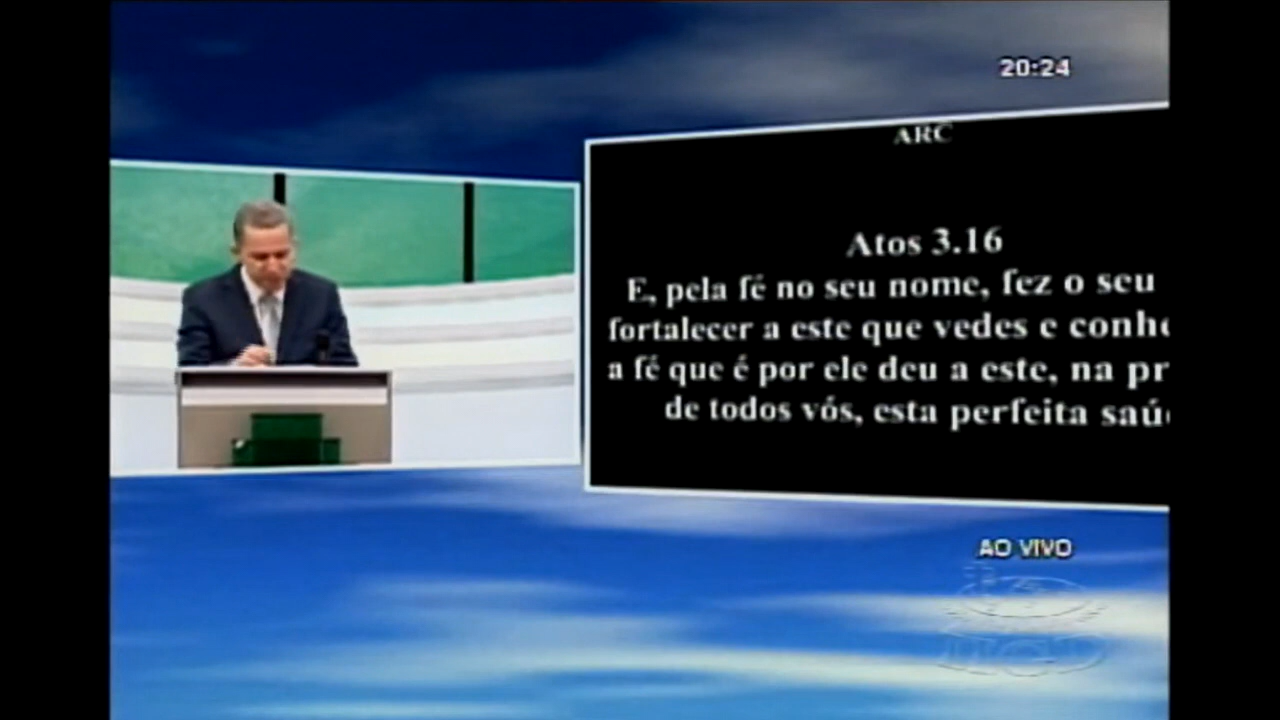 20:24
ARC
Atos 3.16
E, pela fé no seu nome, fez o seu
fortalecer a este que vedes e conhe
a fé que é por ele deu a este, na pr
de todos vós, esta perfeita saú
AO VIVO